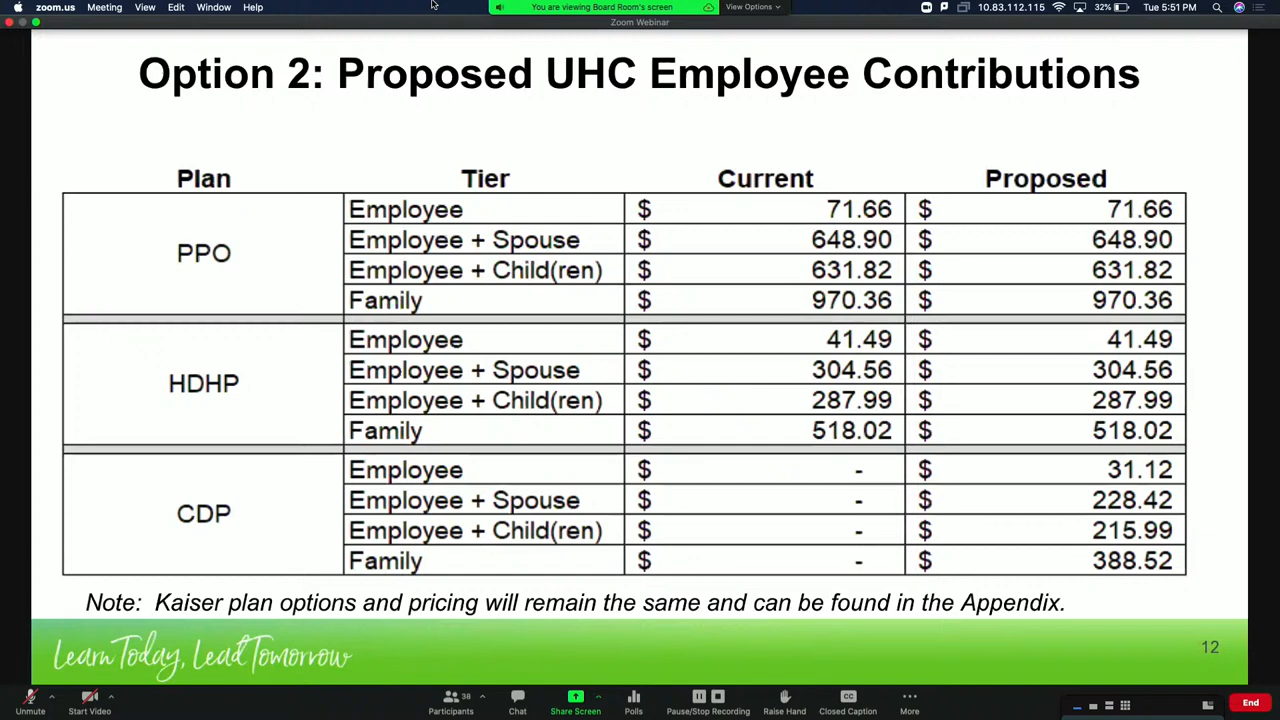 zoom.us Meeting View Edit Window Help You are viewing Board Room's screen View Options 10.83.112.115 32% Tue 5:51 PM
Zoom Webinar
Option 2: Proposed UHC Employee Contributions
Plan Tier Current Proposed
PPO
Employee $ 71.66 $ 71.66
Employee + Spouse $ 648.90 $ 648.90
Employee + Child(ren) $ 631.82 $ 631.82
Family $ 970.36 $ 970.36
HDHP
Employee $ 41.49 $ 41.49
Employee + Spouse $ 304.56 $ 304.56
Employee + Child(ren) $ 287.99 $ 287.99
Family $ 518.02 $ 518.02
CDP
Employee $ - $ 31.12
Employee + Spouse $ - $ 228.42
Employee + Child(ren) $ - $ 215.99
Family $ - $ 388.52
Note: Kaiser plan options and pricing will remain the same and can be found in the Appendix.
Learn Today, Lead Tomorrow 12
38
Unmute Start Video Participants Chat Share Screen Polls Pause/Stop Recording Raise Hand Closed Caption More End